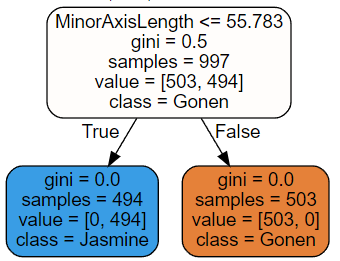 MinorAxisLength <= 55.783
gini = 0.5
samples = 997
value = [503, 494]
class = Gonen
True
False
gini = 0.0
samples = 494
value = [0, 494]
class = Jasmine
gini = 0.0
samples = 503
value = [503, 0]
class = Gonen